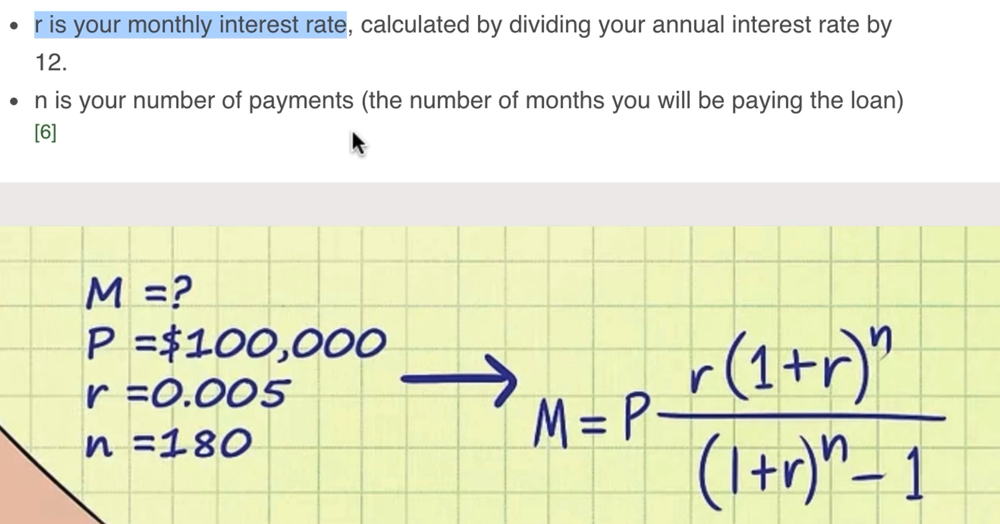 r is your monthly interest rate, calculated by dividing your annual interest rate by
12.
n is your number of payments (the number of months you will be paying the loan)
[6]
M =?
P =$100,000
r =0.005
n =180
M = P r(1+r)^n
(1+r)^n - 1